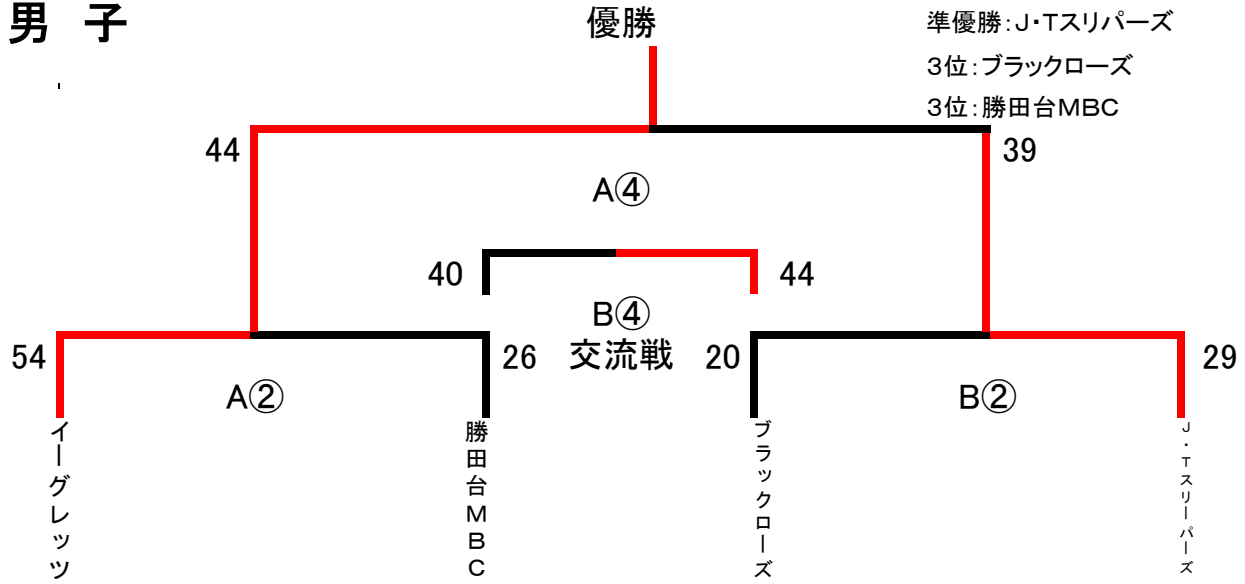 男 子
優勝
準優勝:J・Tスリパーズ
3位:ブラックローズ
3位:勝田台MBC
44
39
A④
40
44
B④
交流戦
54
26
20
29
A②
B②
イーグレッツ
勝田台MBC
ブラックローズ
J・Tスリーパーズ